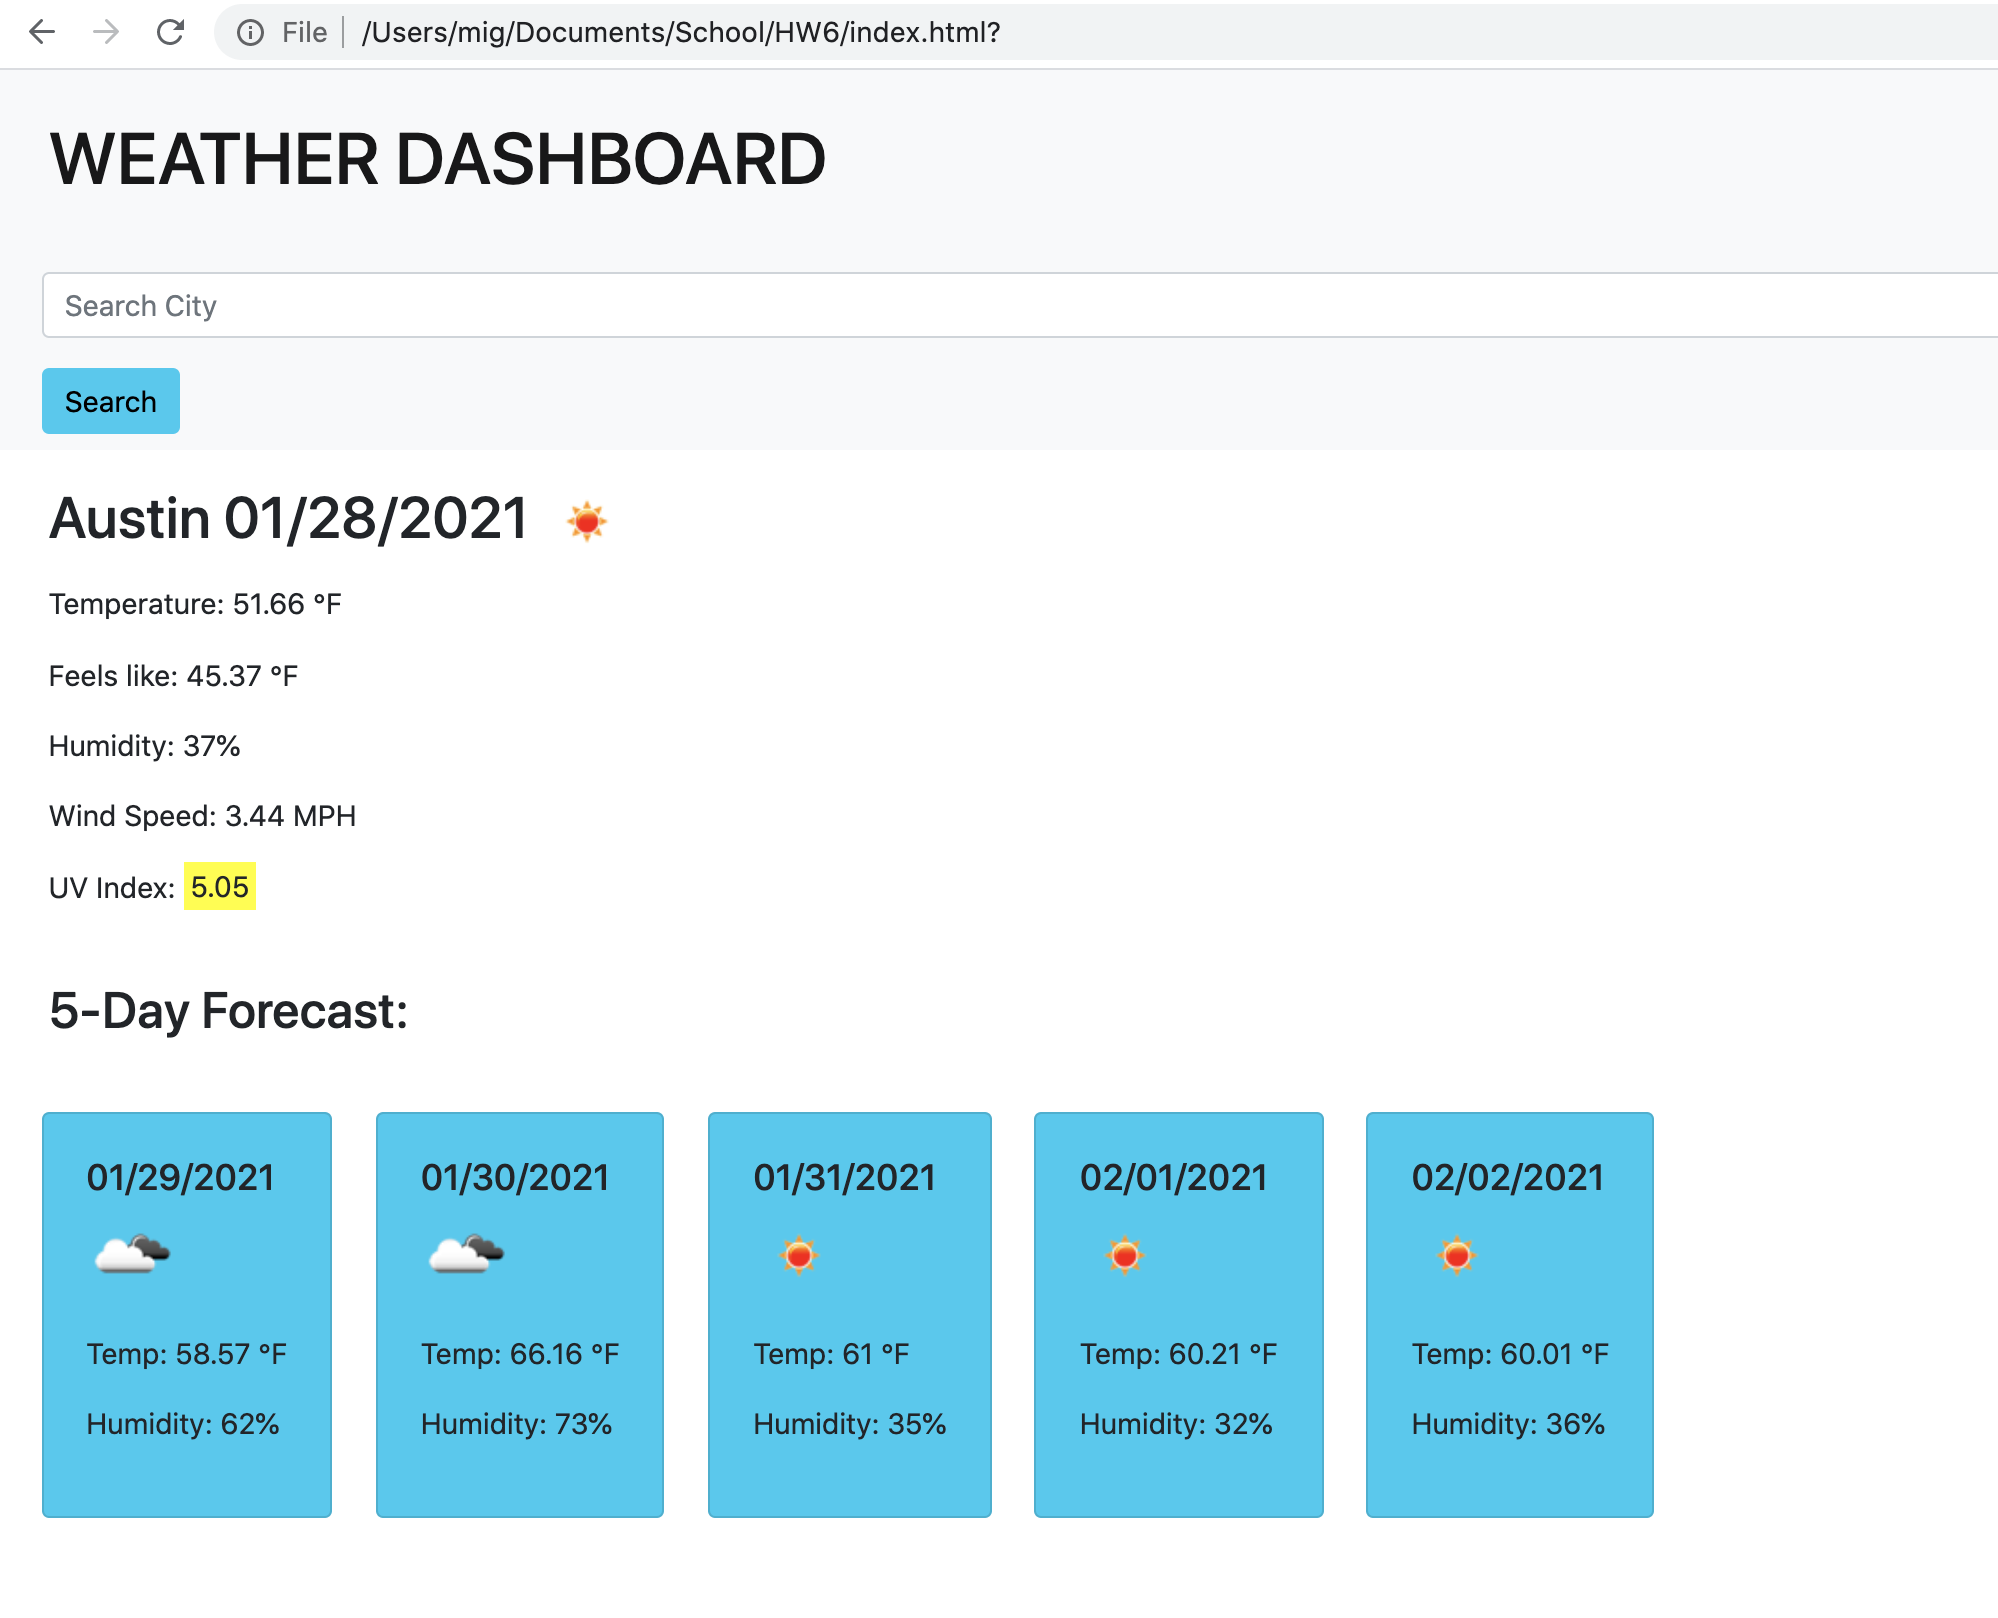 File | /Users/mig/Documents/School/HW6/index.html?
WEATHER DASHBOARD
Search City
Search
Austin 01/28/2021
Temperature: 51.66 °F
Feels like: 45.37 °F
Humidity: 37%
Wind Speed: 3.44 MPH
UV Index: 5.05
5-Day Forecast:
01/29/2021
Temp: 58.57 °F
Humidity: 62%
01/30/2021
Temp: 66.16 °F
Humidity: 73%
01/31/2021
Temp: 61 °F
Humidity: 35%
02/01/2021
Temp: 60.21 °F
Humidity: 32%
02/02/2021
Temp: 60.01 °F
Humidity: 36%